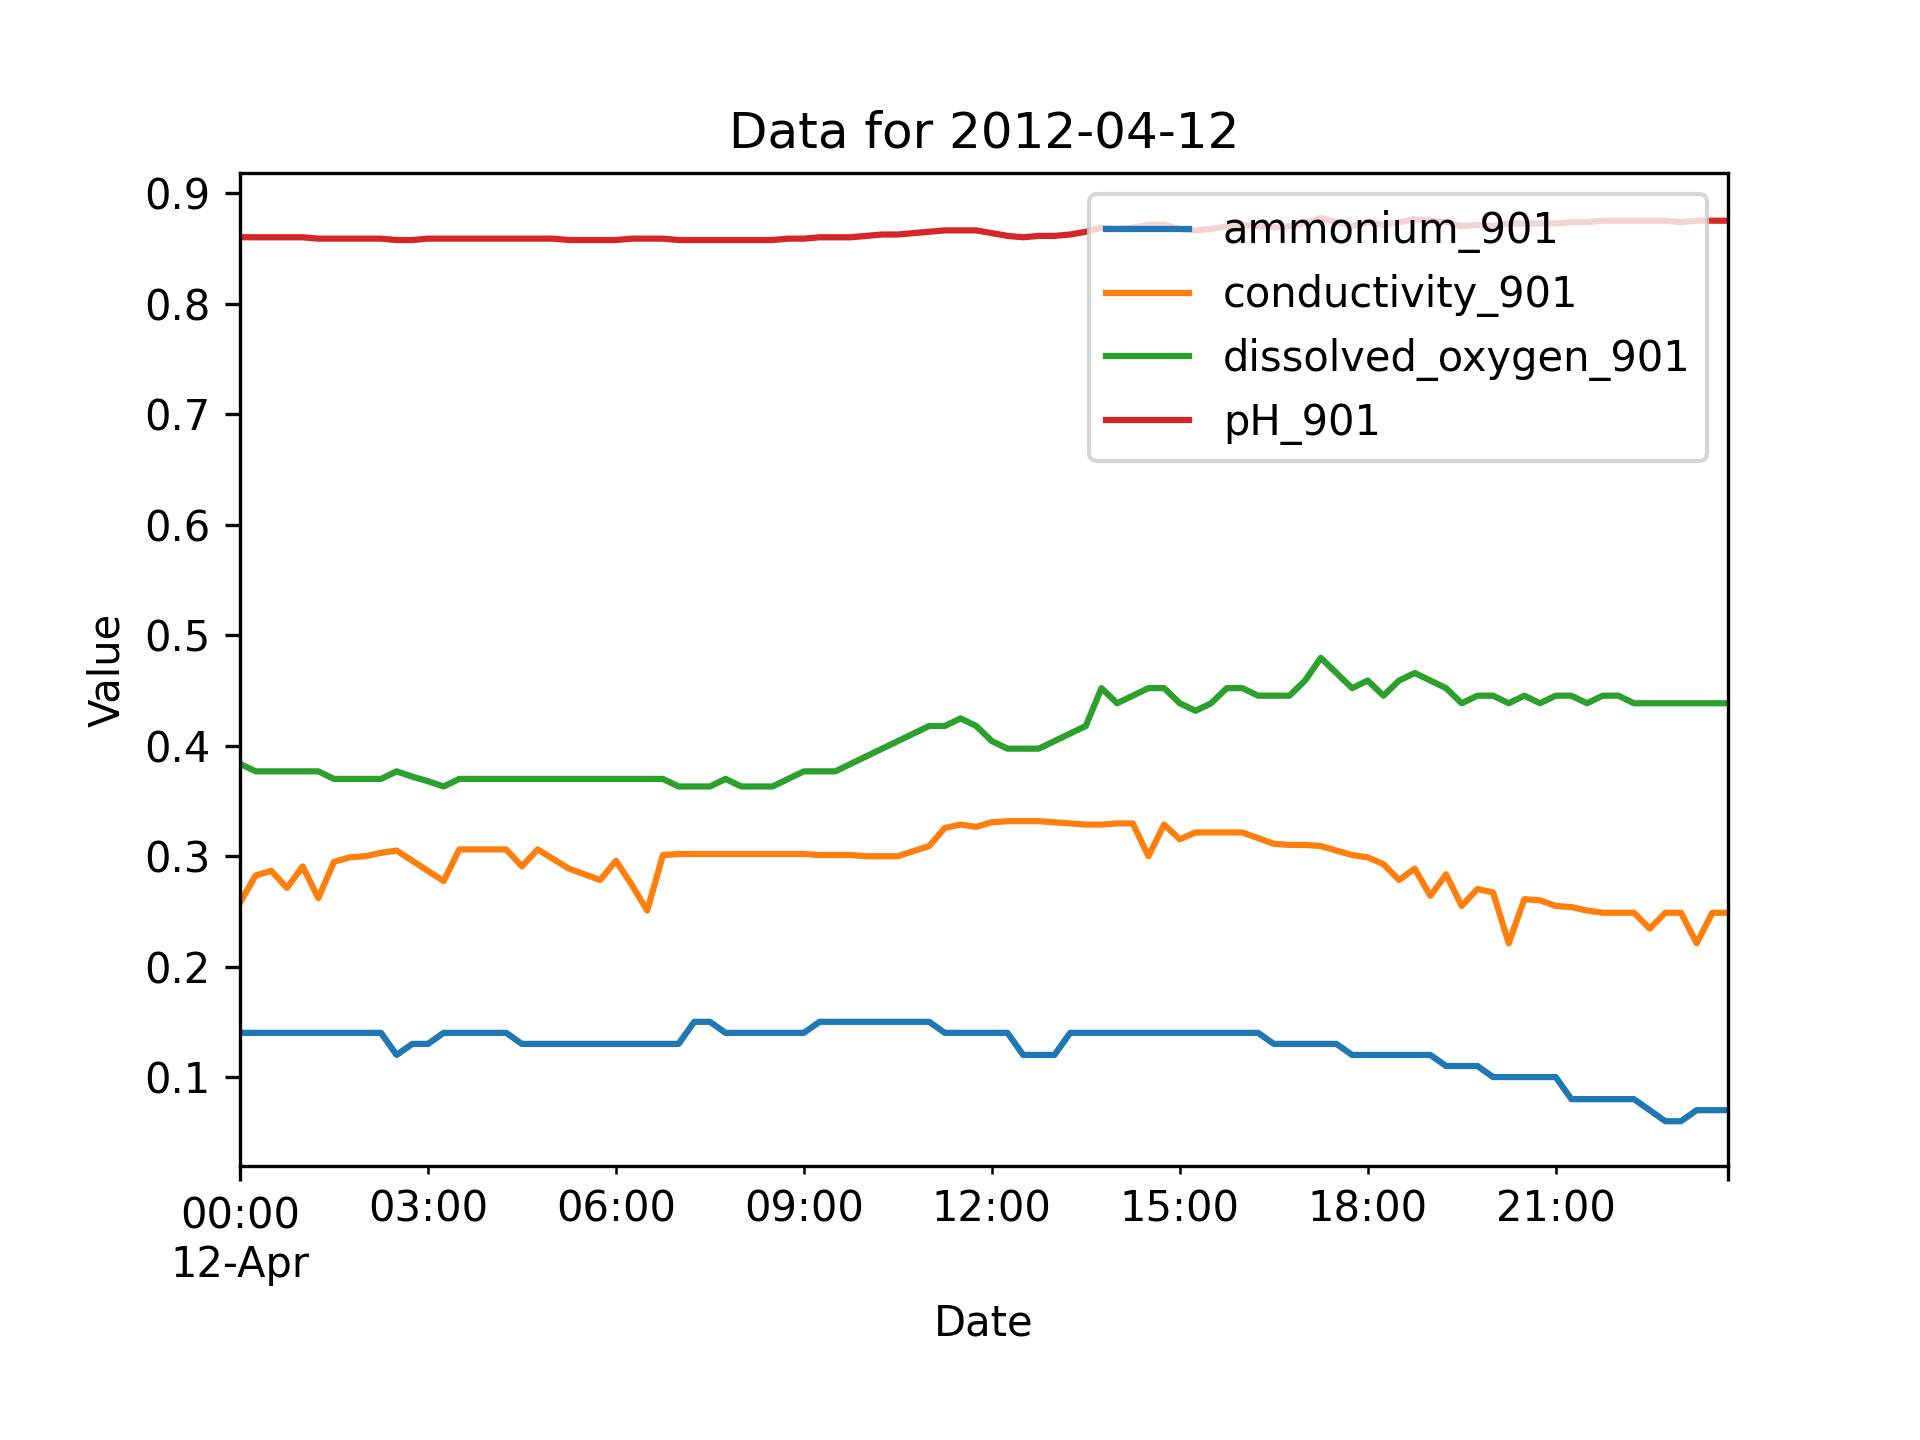 Data for 2012-04-12
0.9
0.8
0.7
0.6
0.5
0.4
0.3
0.2
0.1
Value
ammonium_901
conductivity_901
dissolved_oxygen_901
pH_901
00:00 03:00 06:00 09:00 12:00 15:00 18:00 21:00
12-Apr
Date